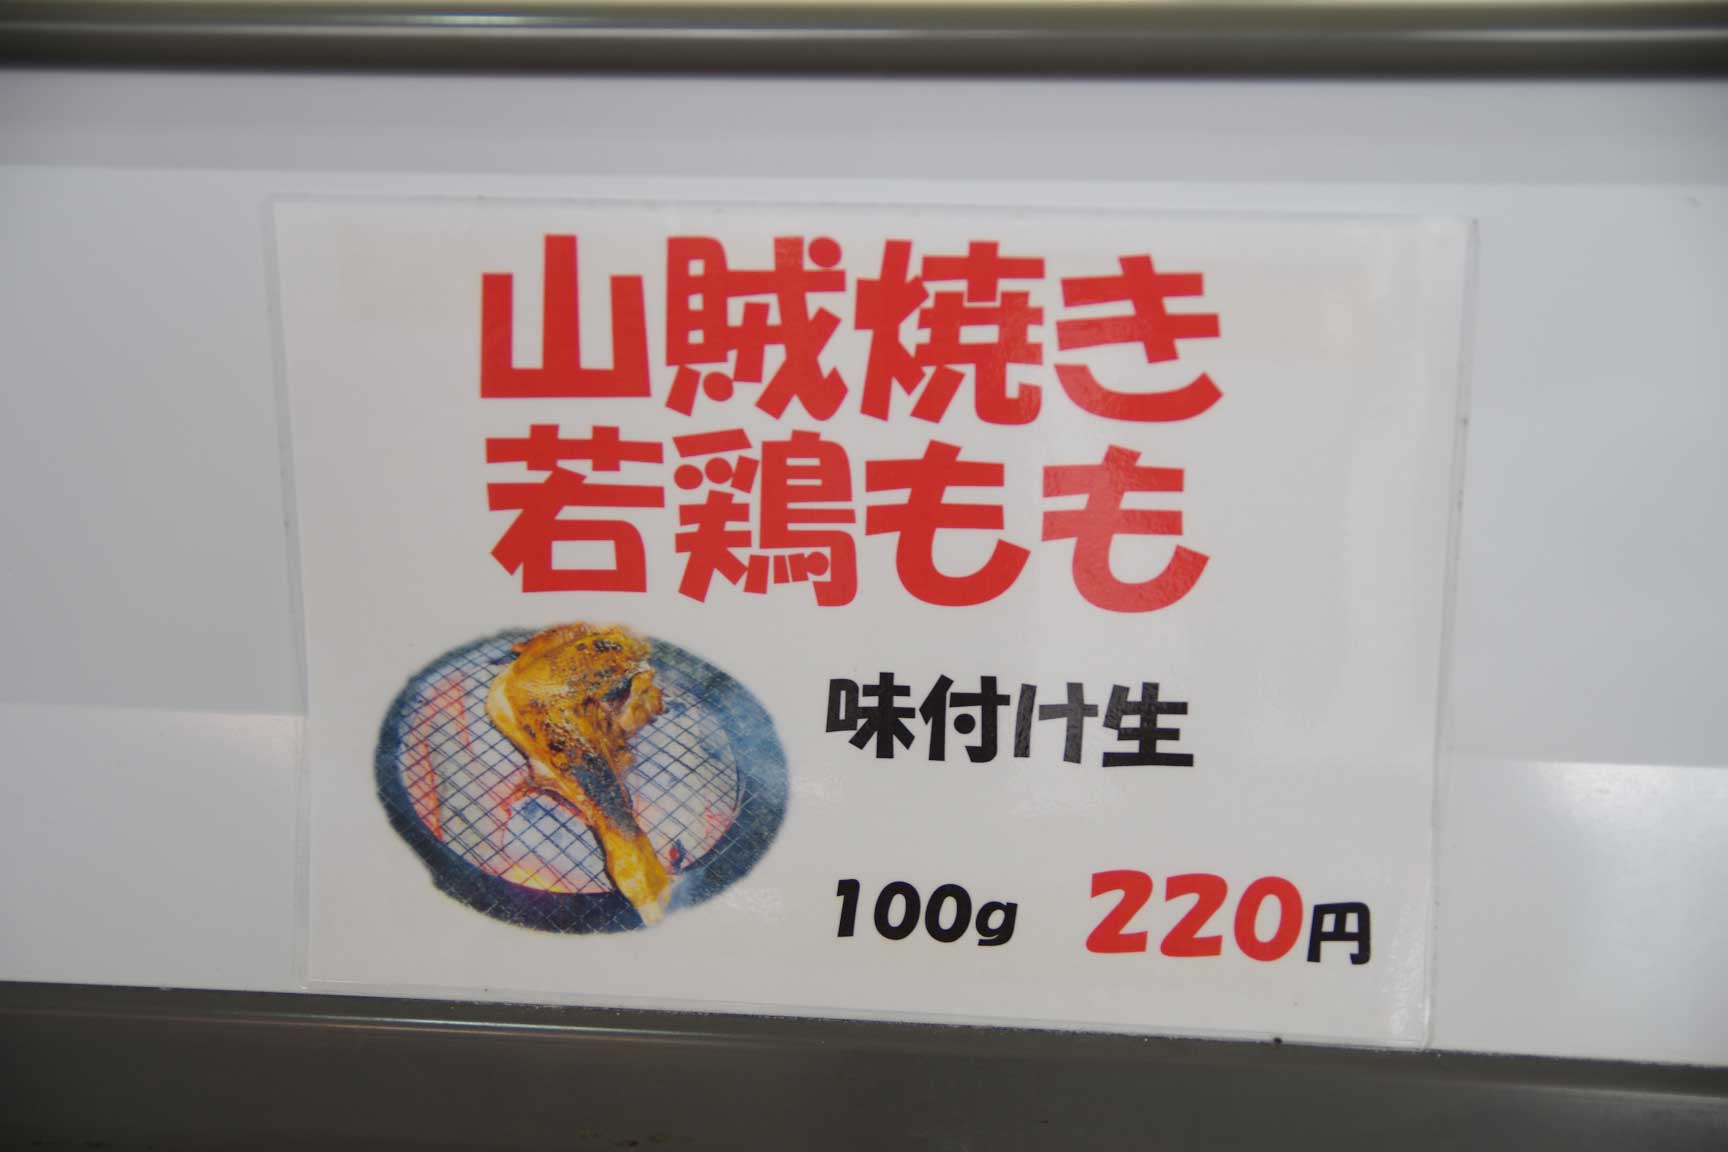 山賊焼き
若鶏もも
味付け生
100g 220円